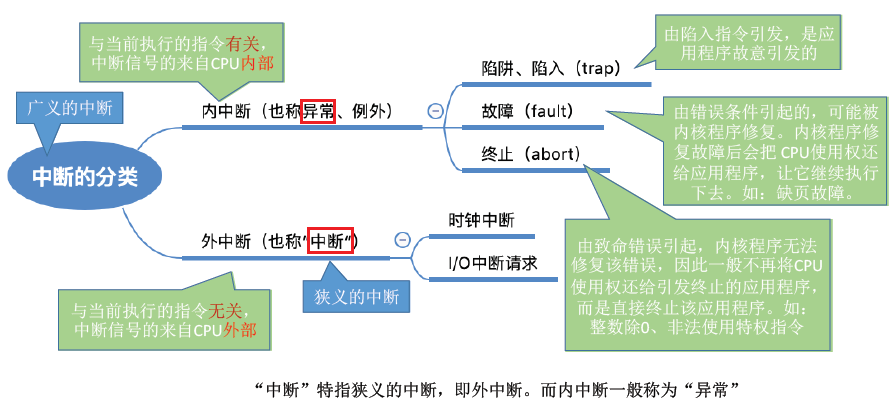 与当前执行的指令有关，
中断信号的来自CPU内部
由陷入指令引发，是应
用程序故意引发的
广义的中断
内中断（也称异常、例外）
陷阱、陷入（trap）
故障（fault）
终止（abort）
由错误条件引起的，可能被
内核程序修复。内核程序修
复故障后会把 CPU使用权还
给应用程序，让它继续执行
下去。如：缺页故障。
中断的分类
外中断（也称“中断“）
时钟中断
I/O中断请求
由致命错误引起，内核程序无法
修复该错误，因此一般不再将CPU
使用权还给引发终止的应用程序，
而是直接终止该应用程序。如：
整数除0、非法使用特权指令
狭义的中断
与当前执行的指令无关，
中断信号的来自CPU外部
“中断”特指狭义的中断，即外中断。而内中断一般称为“异常”